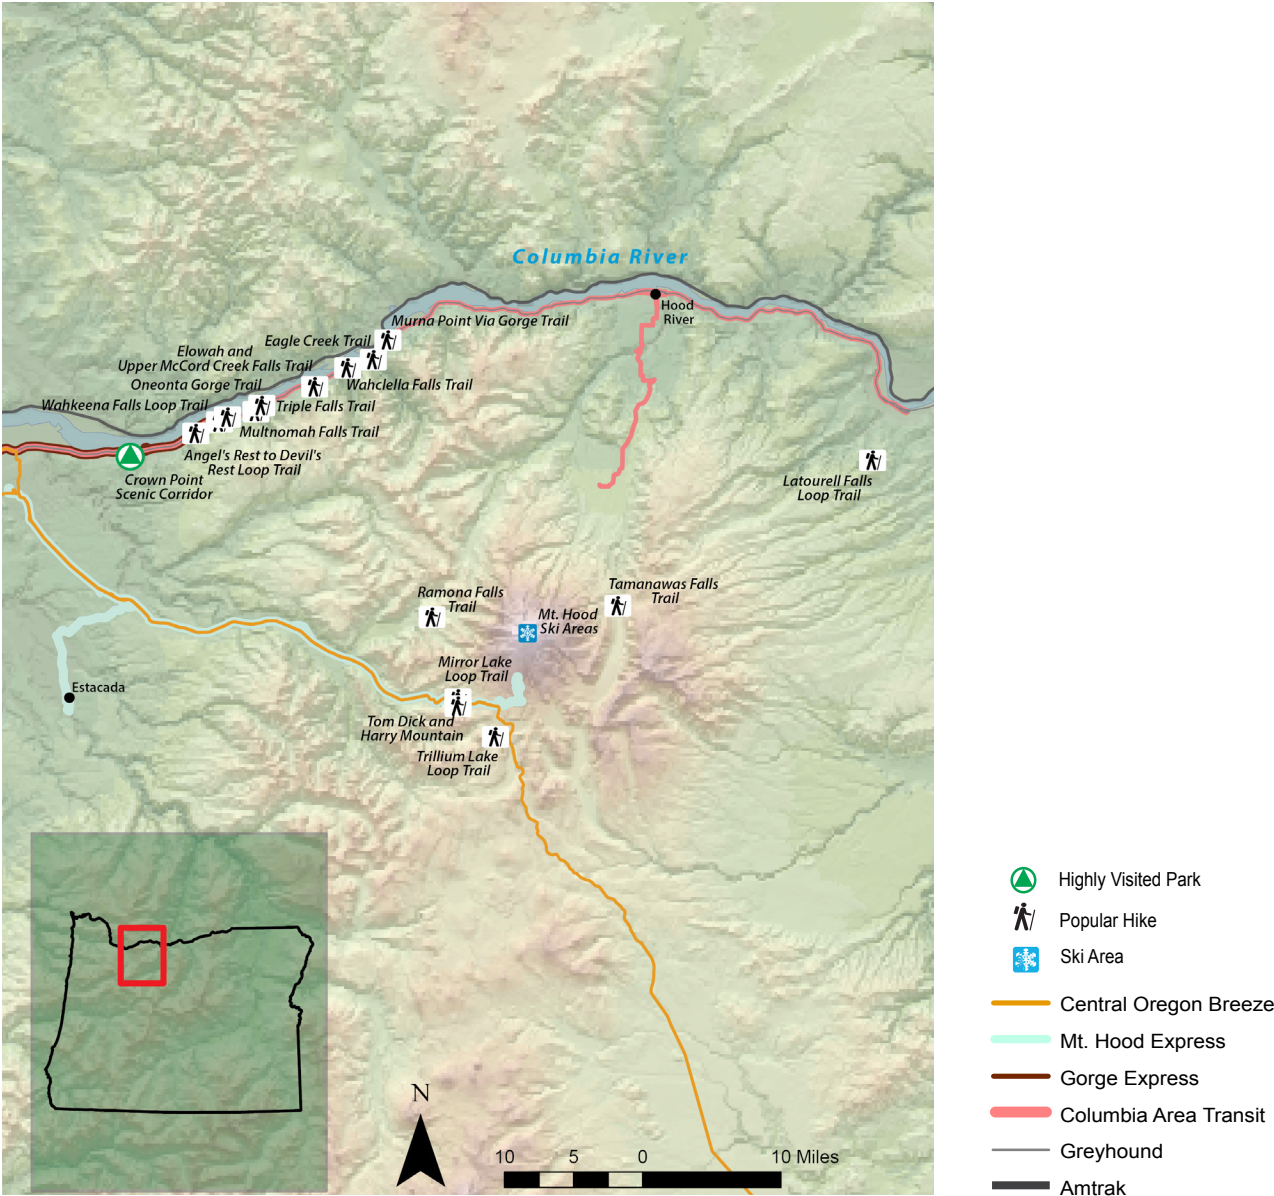 Columbia River
Hood
River
Murna Point Via Gorge Trail
Eagle Creek Trail
Elowah and
Upper McCord Creek Falls Trail
Wahclella Falls Trail
Oneonta Gorge Trail
Wahkeena Falls Loop Trail
Triple Falls Trail
Multnomah Falls Trail
Angel's Rest to Devil's
Rest Loop Trail
Crown Point
Scenic Corridor
Latourell Falls
Loop Trail
Ramona Falls
Trail
Tamanawas Falls
Trail
Mt. Hood
Ski Areas
Mirror Lake
Loop Trail
Estacada
Tom Dick and
Harry Mountain
Trillium Lake
Loop Trail
N
10 5 0 10 Miles
Highly Visited Park
Popular Hike
Ski Area
Central Oregon Breeze
Mt. Hood Express
Gorge Express
Columbia Area Transit
Greyhound
Amtrak